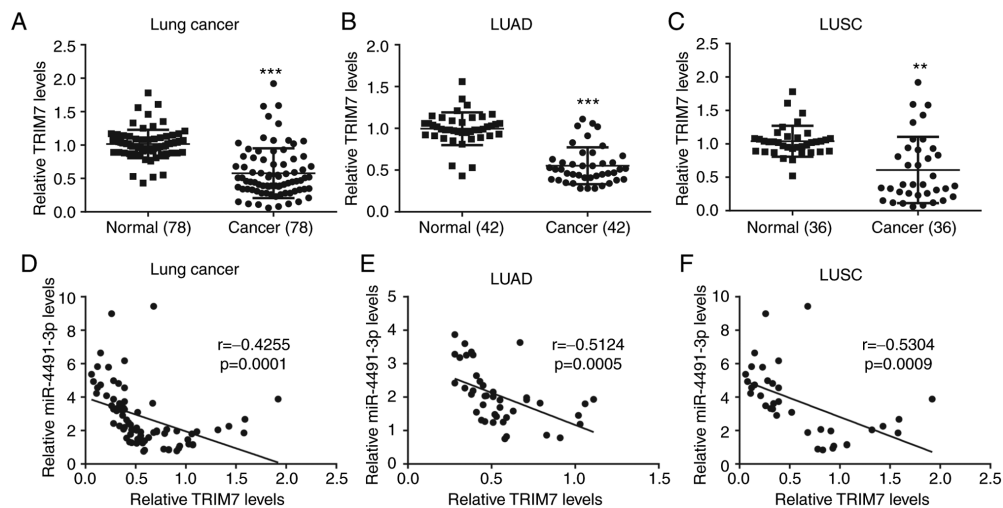 A
Lung cancer
Relative TRIM7 levels
2.5
2.0
1.5
1.0
0.5
0.0
***
Normal (78)
Cancer (78)
B
LUAD
Relative TRIM7 levels
2.0
1.5
1.0
0.5
0.0
***
Normal (42)
Cancer (42)
C
LUSC
Relative TRIM7 levels
2.5
2.0
1.5
1.0
0.5
0.0
**
Normal (36)
Cancer (36)
D
Lung cancer
Relative miR-4491-3p levels
10
8
6
4
2
0
r=−0.4255
p=0.0001
0.0 0.5 1.0 1.5 2.0 2.5
Relative TRIM7 levels
E
LUAD
Relative miR-4491-3p levels
5
4
3
2
1
0
r=−0.5124
p=0.0005
0.0 0.5 1.0 1.5
Relative TRIM7 levels
F
LUSC
Relative miR-4491-3p levels
10
8
6
4
2
0
r=−0.5304
p=0.0009
0.0 0.5 1.0 1.5 2.0 2.5
Relative TRIM7 levels